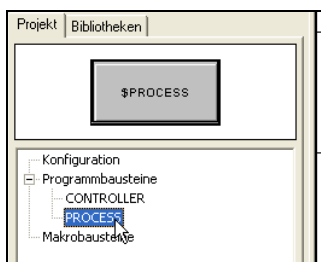 Projekt Bibliotheken
$PROCESS
Konfiguration
Programmbausteine
CONTROLLER
PROCESS
Makrobausteine